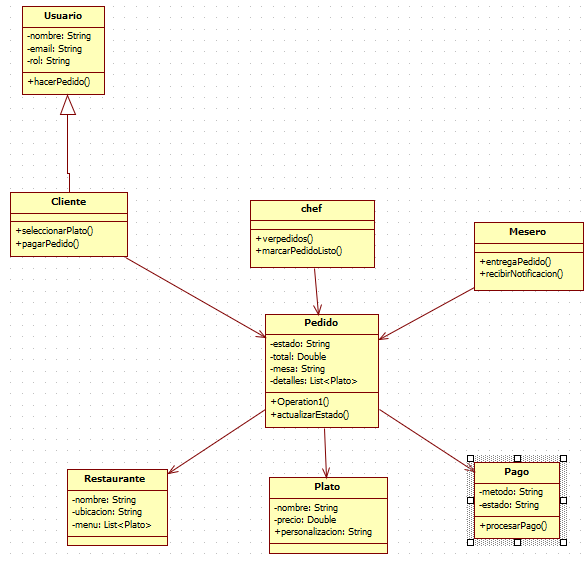 Usuario
-nombre: String
-email: String
-rol: String
+hacerPedido()
Cliente
+seleccionarPlato()
+pagarPedido()
chef
+verpedidos()
+marcarPedidoListo()
Mesero
+entregaPedido()
+recibirNotificacion()
Pedido
-estado: String
-total: Double
-mesa: String
-detalles: List<Plato>
+Operation1()
+actualizarEstado()
Restaurante
-nombre: String
-ubicacion: String
-menu: List<Plato>
Plato
-nombre: String
-precio: Double
+personalizacion: String
Pago
-metodo: String
-estado: String
+procesarPago()